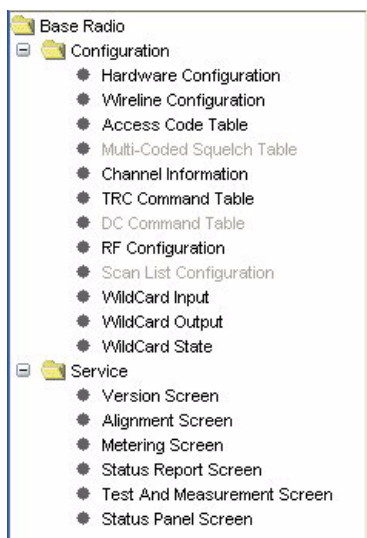 Base Radio
Configuration
Hardware Configuration
Wireline Configuration
Access Code Table
Multi-Coded Squelch Table
Channel Information
TRC Command Table
DC Command Table
RF Configuration
Scan List Configuration
WildCard Input
WildCard Output
WildCard State
Service
Version Screen
Alignment Screen
Metering Screen
Status Report Screen
Test And Measurement Screen
Status Panel Screen